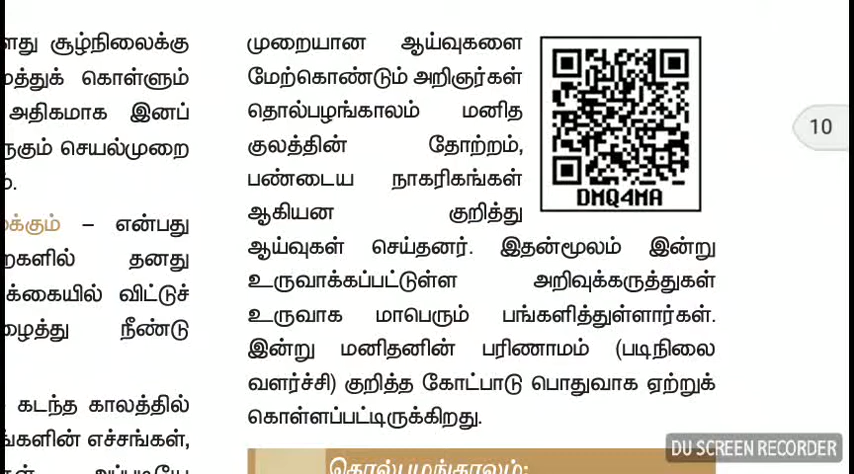 சூழ்நிலைக்கு
கொள்ளும்
அதிகமாக இனப்
செயல்முறை
– என்பது
தனது
விட்டுச்
நீண்டு
கடந்த காலத்தில்
எச்சங்கள்,
முறையான ஆய்வுகளை
மேற்கொண்டும் அறிஞர்கள்
தொல்பழங்காலம் மனித
குலத்தின் தோற்றம்,
பண்டைய நாகரிகங்கள்
ஆகியன குறித்து
ஆய்வுகள் செய்தனர். இதன்மூலம் இன்று
உருவாக்கப்பட்டுள்ள அறிவுக்கருத்துகள்
உருவாக மாபெரும் பங்களித்துள்ளார்கள்.
இன்று மனிதனின் பரிணாமம் (படிநிலை
வளர்ச்சி) குறித்த கோட்பாடு பொதுவாக ஏற்றுக்
கொள்ளப்பட்டிருக்கிறது.
தொல்பழங்காலம்:
DMQ4MA
10
DU SCREEN RECORDER